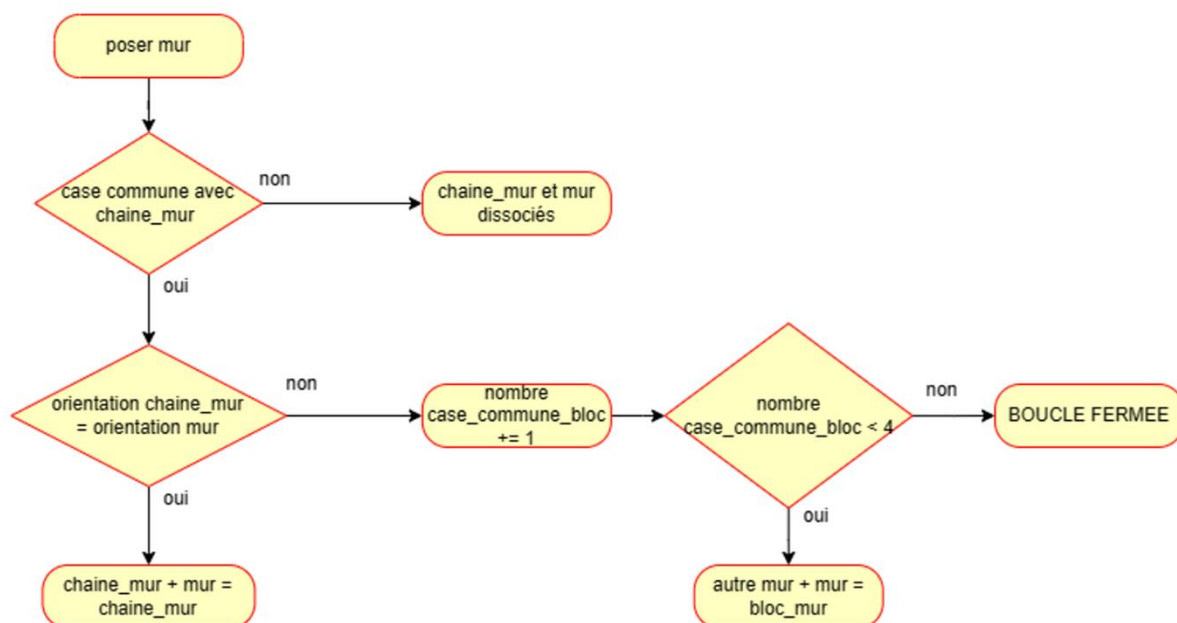 poser mur
case commune avec
chaine_mur
non
chaine_mur et mur
dissociés
oui
orientation chaine_mur
= orientation mur
non
nombre
case_commune_bloc
+= 1
nombre
case_commune_bloc < 4
non
BOUCLE FERMEE
oui
chaine_mur + mur =
chaine_mur
oui
autre mur + mur =
bloc_mur